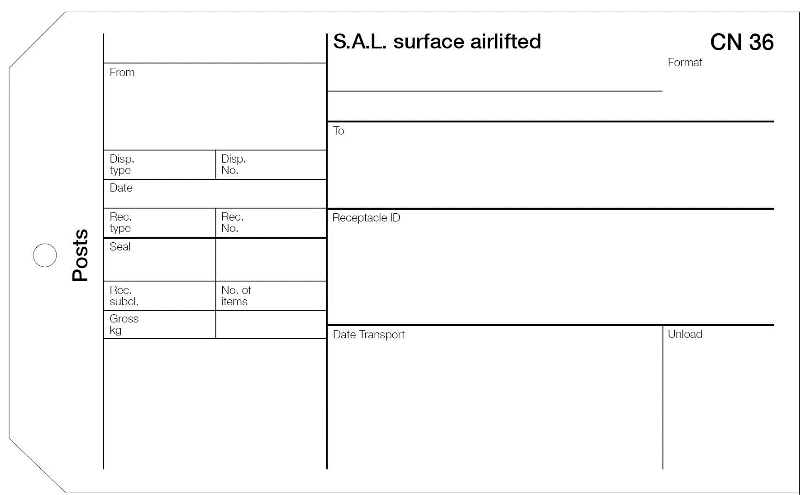 S.A.L. surface airlifted
CN 36
Format
From
To
Disp. type
Disp. No.
Date
Rec. type
Rec. No.
Receptacle ID
Posts
Seal
Rec. subcl.
No. of items
Gross kg
Date Transport
Unload